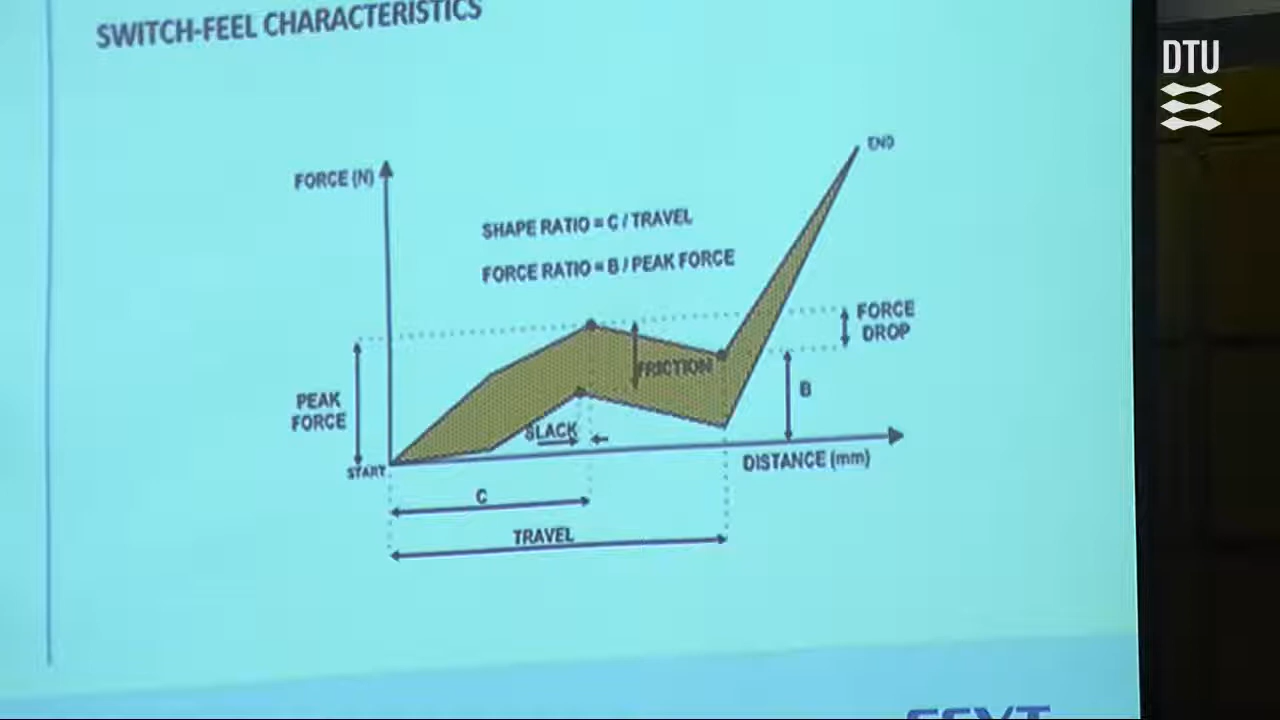 SWITCH-FEEL CHARACTERISTICS
DTU
END
FORCE (N)
SHAPE RATIO = C / TRAVEL
FORCE RATIO = B / PEAK FORCE
FORCE
DROP
FRICTION
B
PEAK
FORCE
SLACK
START
DISTANCE (mm)
C
TRAVEL